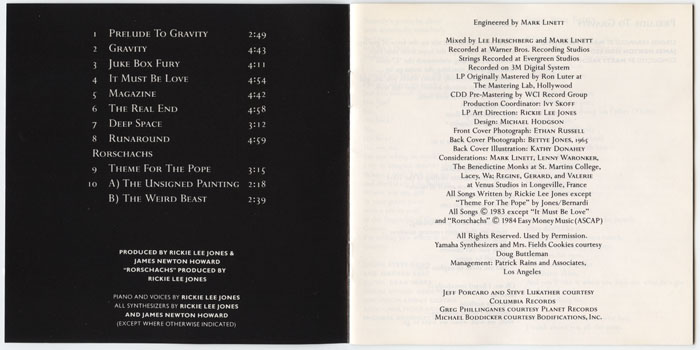 1 Prelude To Gravity 2:49
2 Gravity 4:43
3 Juke Box Fury 4:11
4 It Must Be Love 4:54
5 Magazine 4:42
6 The Real End 4:58
7 Deep Space 3:12
8 Runaround 4:59
Rorschachs
9 Theme For The Pope 3:15
10 A) The Unsigned Painting 2:18
B) The Weird Beast 2:39
PRODUCED BY RICKIE LEE JONES &
JAMES NEWTON HOWARD
"RORSCHACHS" PRODUCED BY
RICKIE LEE JONES
PIANO AND VOICES BY RICKIE LEE JONES
ALL SYNTHESIZERS BY RICKIE LEE JONES
AND JAMES NEWTON HOWARD
(EXCEPT WHERE OTHERWISE INDICATED)
Engineered by Mark Linett
Mixed by Lee Herschberg and Mark Linett
Recorded at Warner Bros. Recording Studios
Strings Recorded at Evergreen Studios
Recorded on 3M Digital System
LP Originally Mastered by Ron Luter at
The Mastering Lab, Hollywood
CDD Pre-Mastering by WCI Record Group
Production Coordinator: Ivy Skoff
LP Art Direction: Rickie Lee Jones
Design: Michael Hodgson
Front Cover Photograph: Ethan Russell
Back Cover Photograph: Bettye Jones, 1965
Back Cover Illustration: Kathy Donahey
Considerations: Mark Linett, Lenny Waronker,
The Benedictine Monks at St. Martins College,
Lacey, Wa; Regine, Gerard, and Valerie
at Venus Studios in Longeville, France
All Songs Written by Rickie Lee Jones except
"Theme For The Pope" by Jones/Bernardi
All Songs © 1983 except "It Must Be Love"
and "Rorschachs" © 1984 Easy Money Music (ASCAP)
All Rights Reserved. Used by Permission.
Yamaha Synthesizers and Mrs. Fields Cookies courtesy
Doug Buttleman
Management: Patrick Rains and Associates,
Los Angeles
Jeff Porcaro and Steve Lukather courtesy
Columbia Records
Greg Phillinganes courtesy Planet Records
Michael Boddicker courtesy Bodifications, Inc.